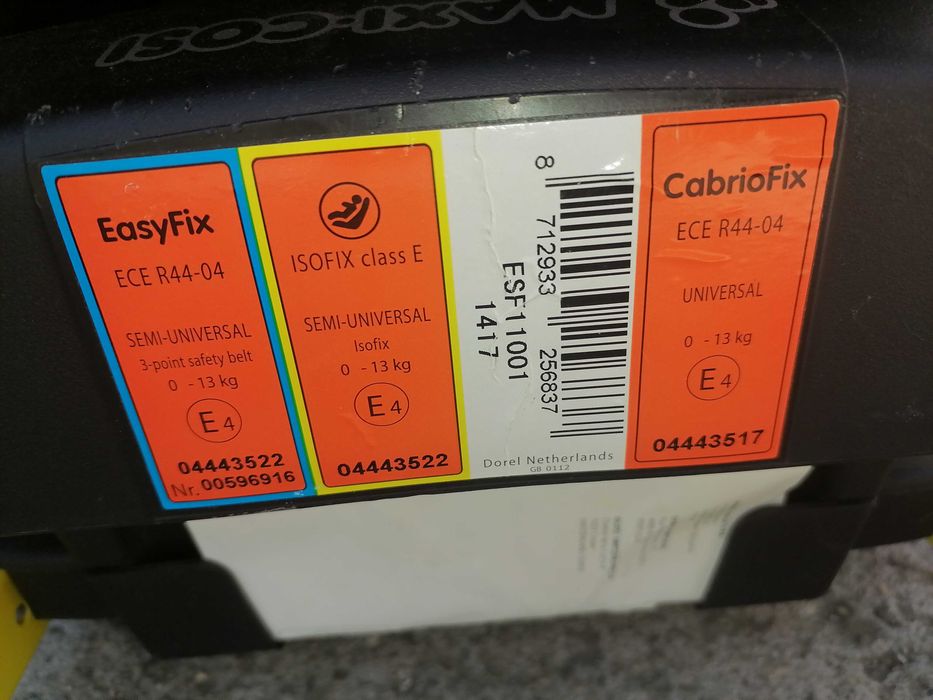 MAXI-COSI
EasyFix
ECE R44-04
SEMI-UNIVERSAL
3-point safety belt
0 - 13 kg
E4
04443522
Nr. 00596916
ISOFIX class E
SEMI-UNIVERSAL
Isofix
0 - 13 kg
E4
04443522
ESF11001
1417
8 712933 256837
Dorel Netherlands
GB 0112
CabrioFix
ECE R44-04
UNIVERSAL
0 - 13 kg
E4
04443517